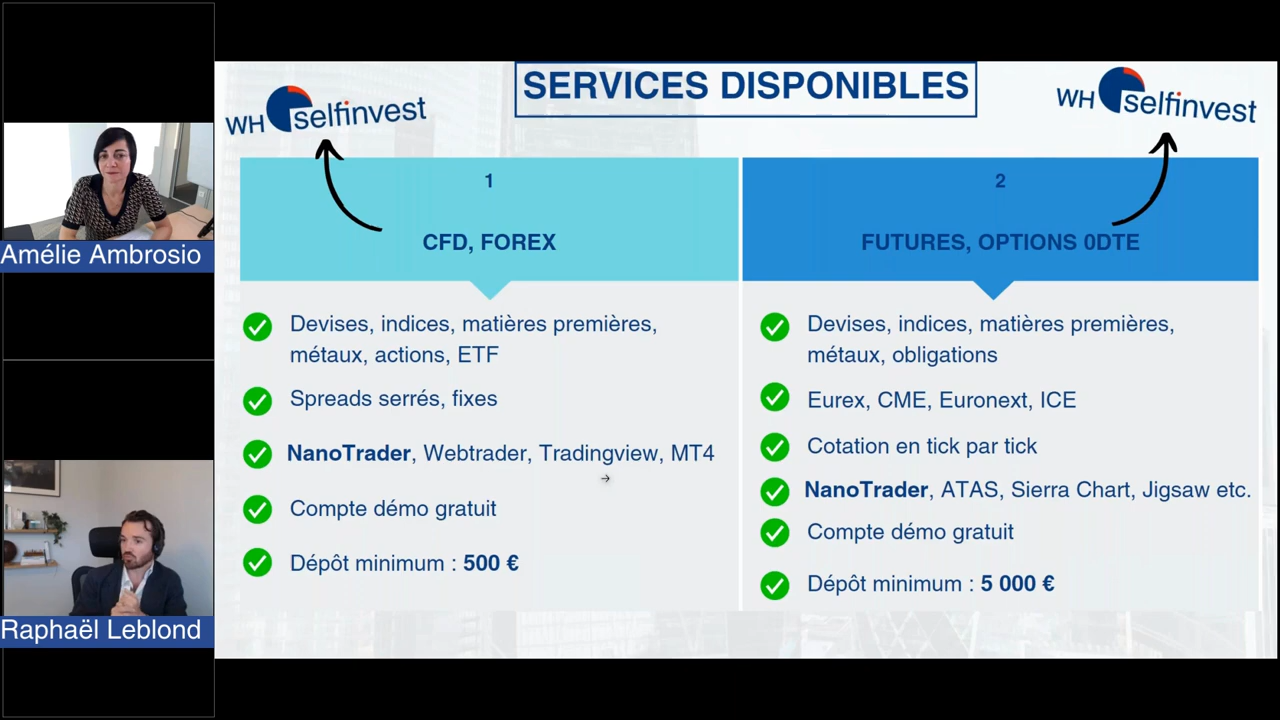 SERVICES DISPONIBLES
WH selfinvest
WH selfinvest
1
CFD, FOREX
Devises, indices, matières premières,
métaux, actions, ETF
Spreads serrés, fixes
NanoTrader, Webtrader, Tradingview, MT4
Compte démo gratuit
Dépôt minimum : 500 €
2
FUTURES, OPTIONS 0DTE
Devises, indices, matières premières,
métaux, obligations
Eurex, CME, Euronext, ICE
Cotation en tick par tick
NanoTrader, ATAS, Sierra Chart, Jigsaw etc.
Compte démo gratuit
Dépôt minimum : 5 000 €
Amélie Ambrosio
Raphaël Leblond